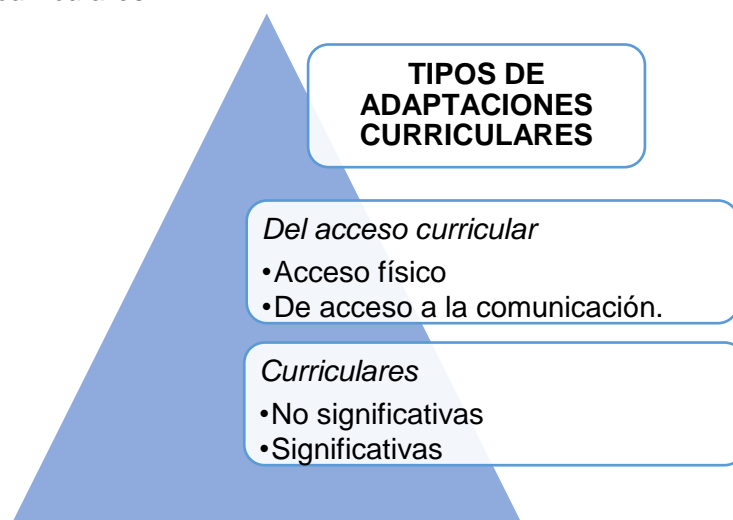 TIPOS DE
ADAPTACIONES
CURRICULARES
Del acceso curricular
•Acceso físico
•De acceso a la comunicación.
Curriculares
•No significativas
•Significativas